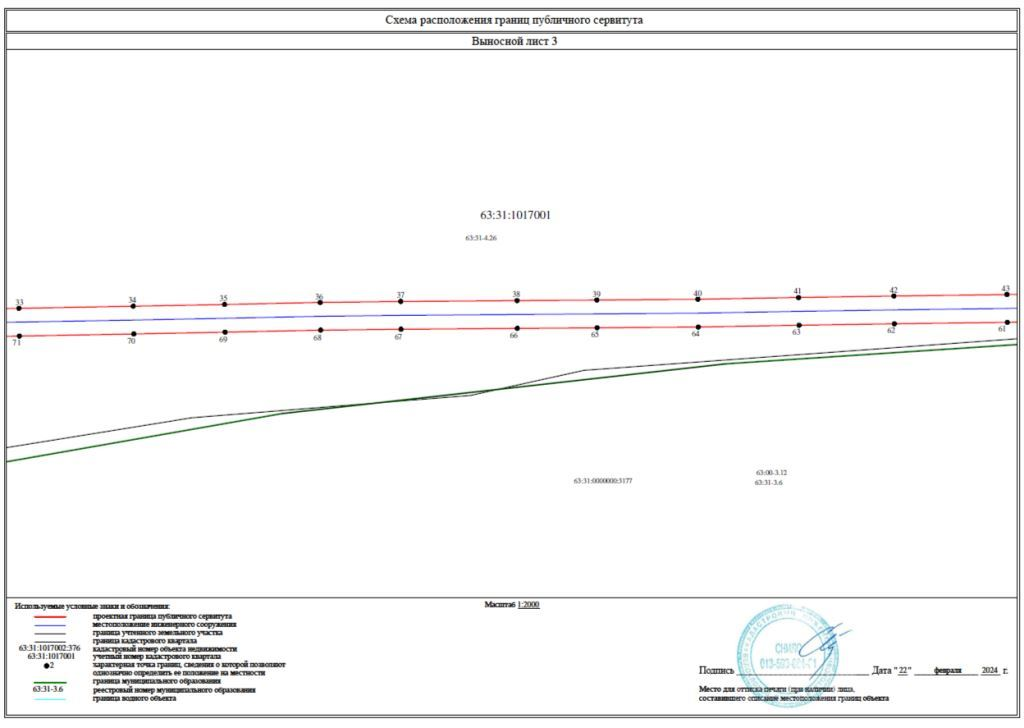 Схема расположения границ публичного сервитута
Выносной лист 3
63:31:1017001
63:31-4.26
33 34 35 36 37 38 39 40 41 42 43
71 70 69 68 67 66 65 64 63 62 61
63:00-3.12
63:31:0000000:3177
63:31-3.6
Используемые условные знаки и обозначения:
Масштаб 1:2000
проектная граница публичного сервитута
местоположение инженерного сооружения
граница учтенного земельного участка
граница кадастрового квартала
63:31:1017002:376 кадастровый номер объекта недвижимости
63:31:1017001 учетный номер кадастрового квартала
2 характерная точка границ, сведения о которой позволяют
однозначно определить ее положение на местности
граница муниципального образования
63:31-3.6 реестровый номер муниципального образования
граница водного объекта
СНИЛС
Подпись Дата "22" февраля 2024 г.
Место для оттиска печати (при наличии) лица,
составившего описание местоположения границ объекта